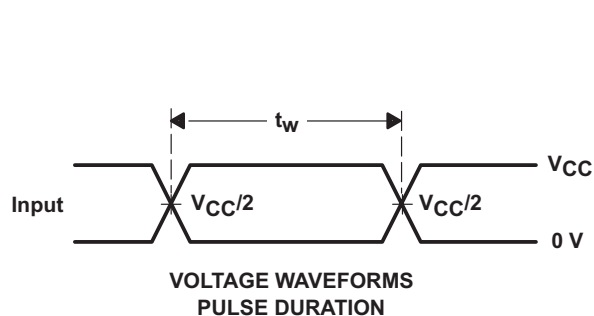 tw
VCC
Input
VCC/2
VCC/2
0 V
VOLTAGE WAVEFORMS
PULSE DURATION